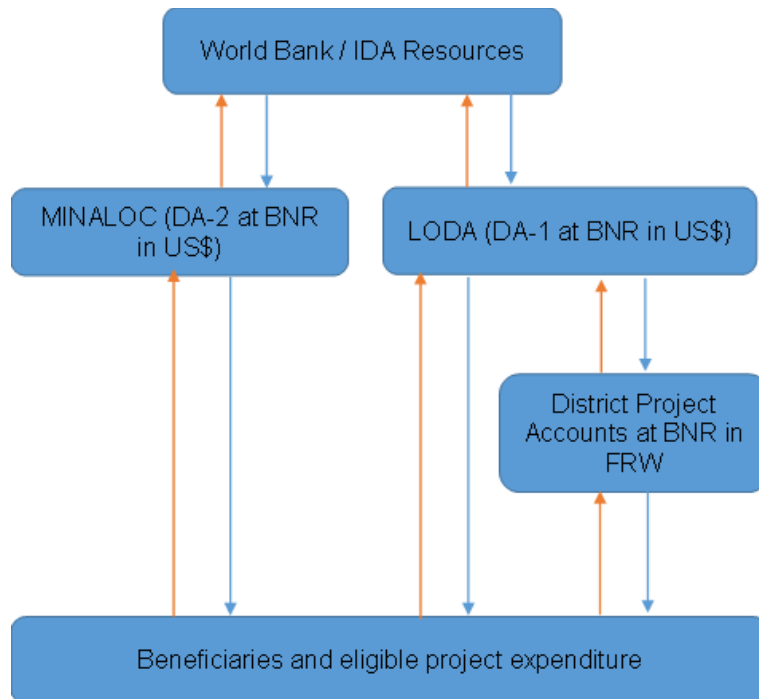 World Bank / IDA Resources
MINALOC (DA-2 at BNR
in US$)
LODA (DA-1 at BNR in US$)
District Project
Accounts at BNR in
FRW
Beneficiaries and eligible project expenditure